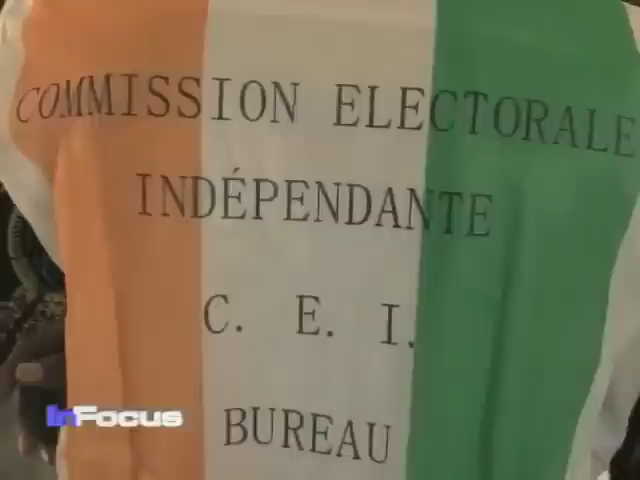 COMMISSION ELECTORALE
INDÉPENDANTE
C. E. I.
BUREAU
InFocus